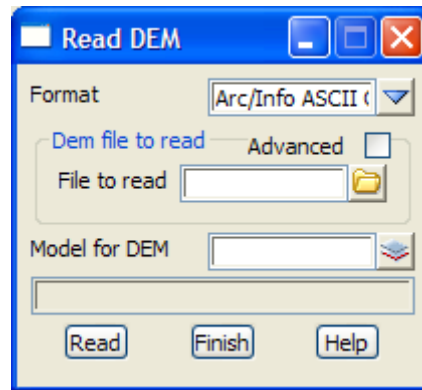 Read DEM
Format Arc/Info ASCII (
Dem file to read Advanced
File to read
Model for DEM
Read Finish Help